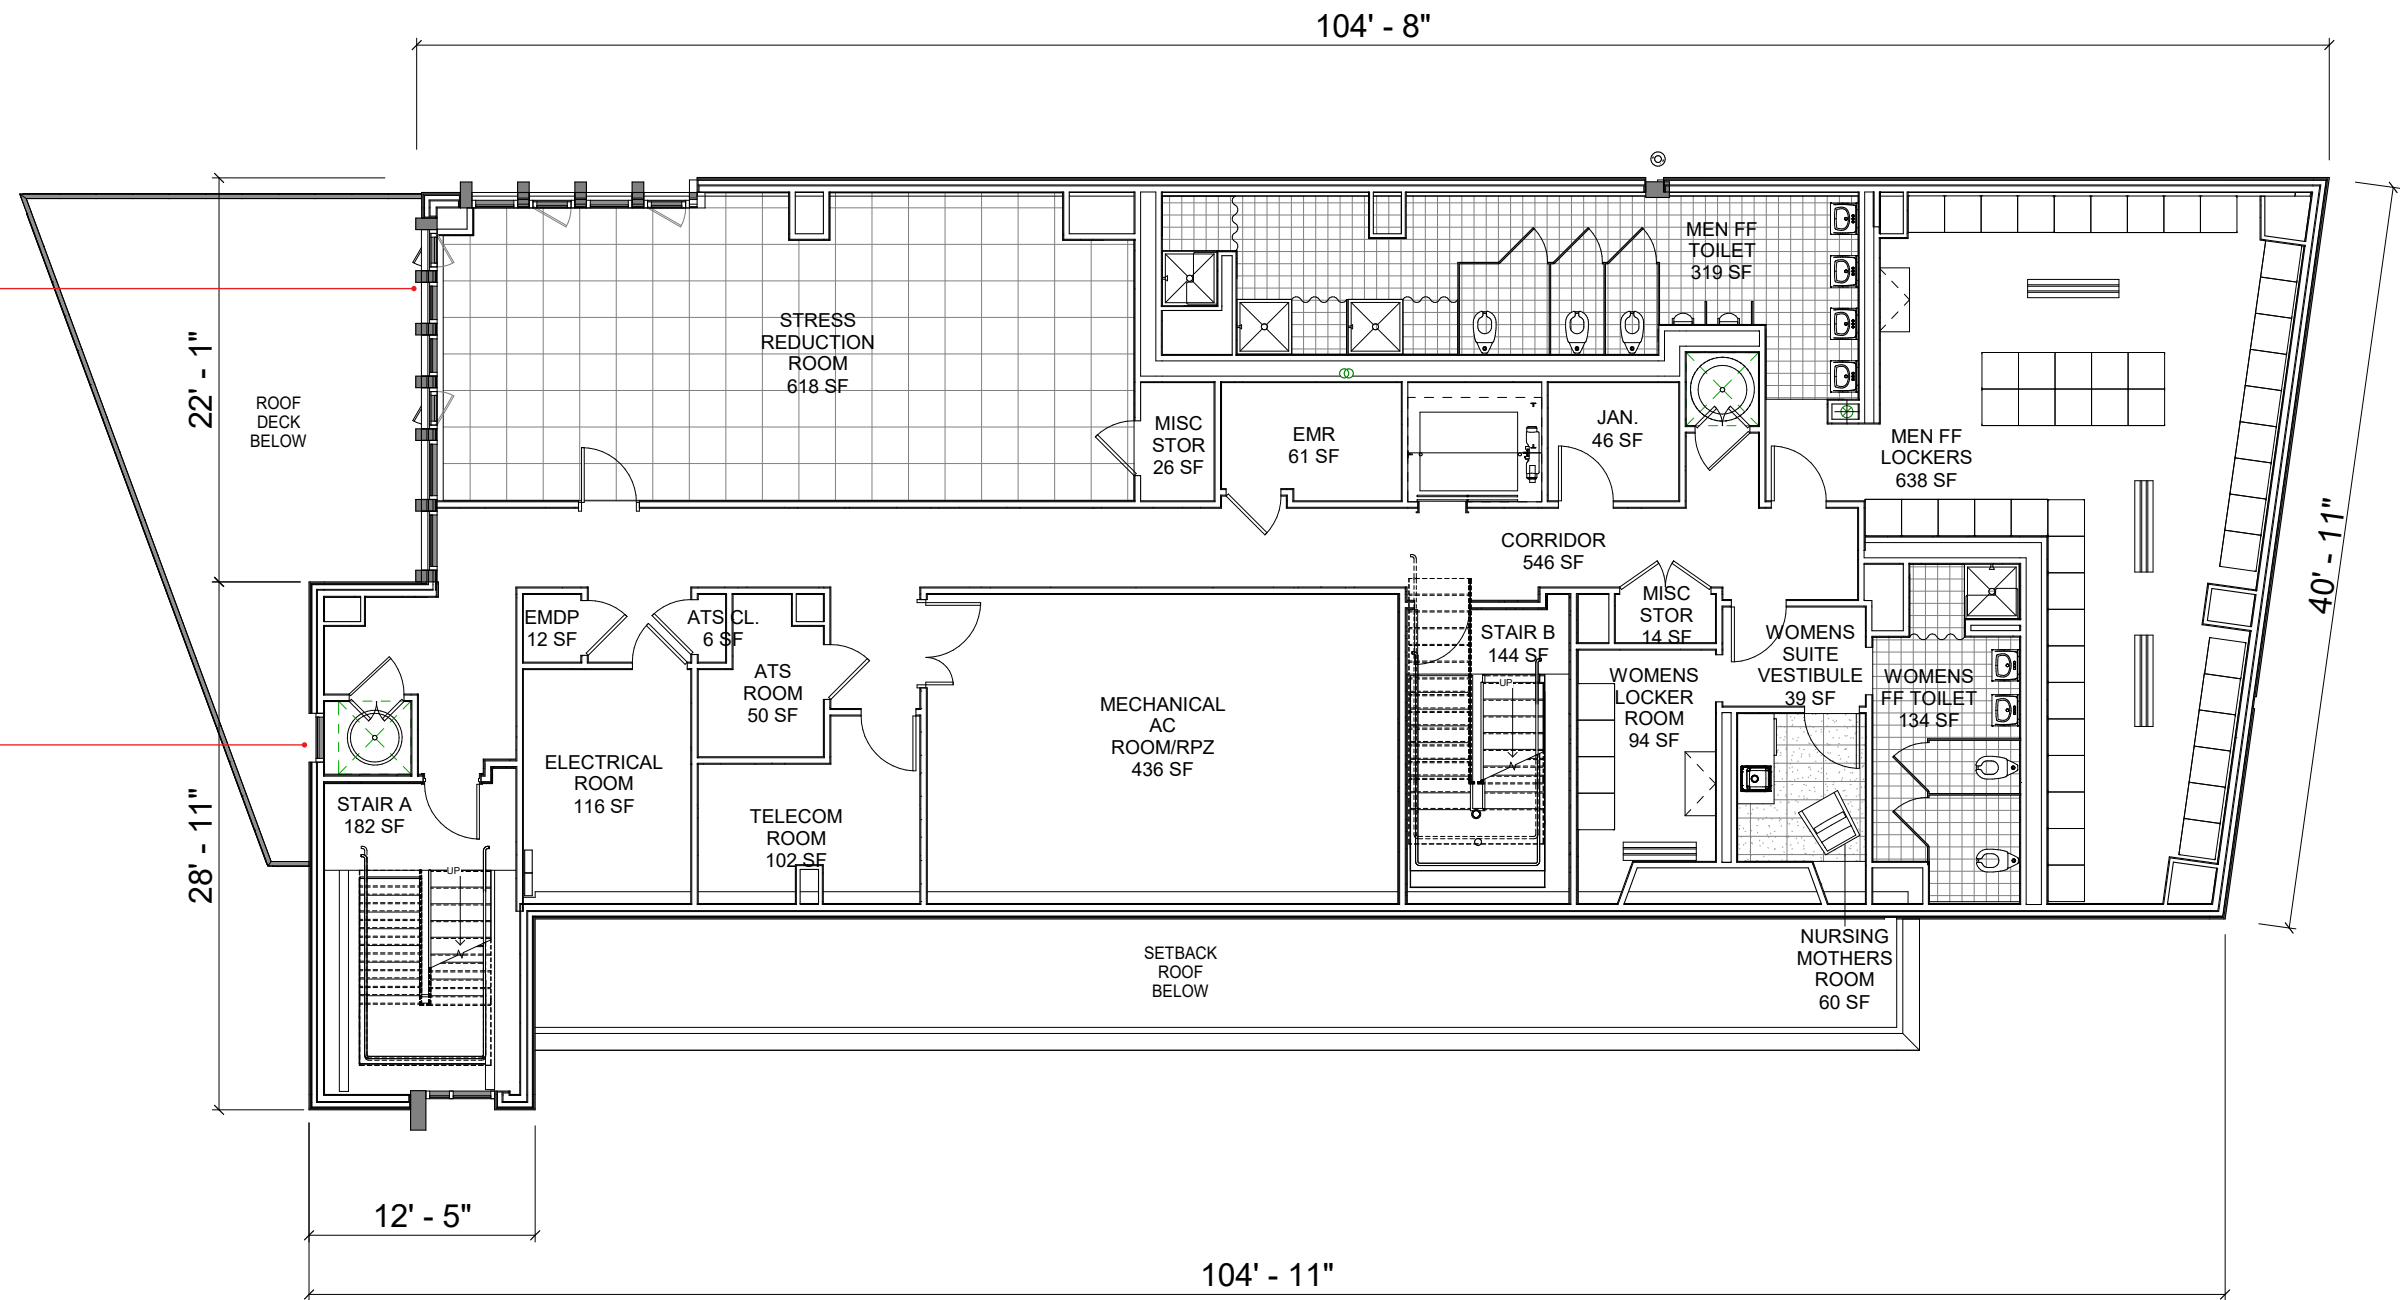 104' - 8"
22' - 1"
28' - 11"
40' - 11"
12' - 5"
104' - 11"
ROOF
DECK
BELOW
STRESS
REDUCTION
ROOM
618 SF
MEN FF
TOILET
319 SF
MISC
STOR
26 SF
EMR
61 SF
JAN.
46 SF
MEN FF
LOCKERS
638 SF
CORRIDOR
546 SF
EMDP
12 SF
ATS CL.
6 SF
ATS
ROOM
50 SF
MECHANICAL
AC
ROOM/RPZ
436 SF
STAIR B
144 SF
UP
MISC
STOR
14 SF
WOMENS
LOCKER
ROOM
94 SF
WOMENS
SUITE
VESTIBULE
39 SF
WOMENS
FF TOILET
134 SF
STAIR A
182 SF
UP
ELECTRICAL
ROOM
116 SF
TELECOM
ROOM
102 SF
SETBACK
ROOF
BELOW
NURSING
MOTHERS
ROOM
60 SF